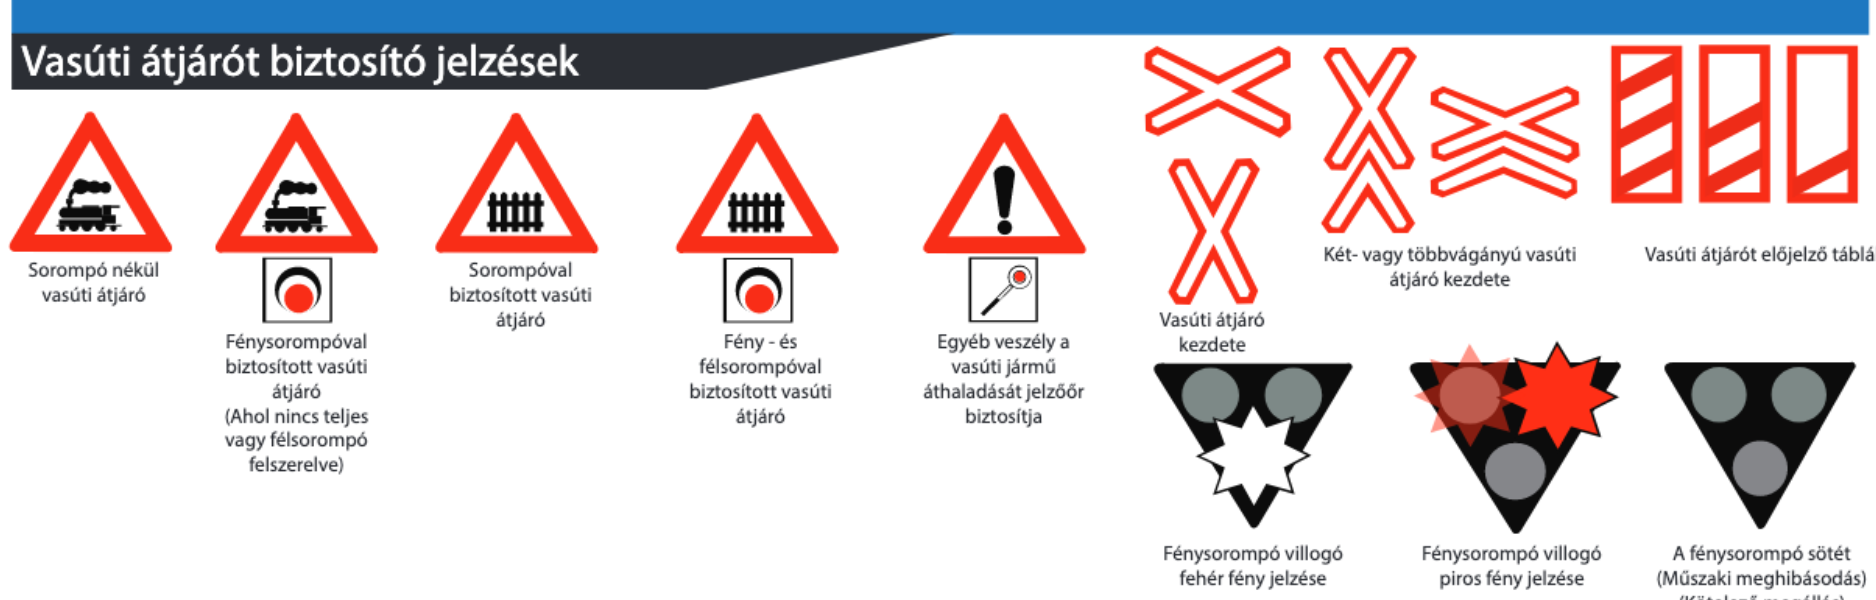 Vasúti átjárót biztosító jelzések
Sorompó nékül
vasúti átjáró
Fénysorompóval
biztosított vasúti
átjáró
(Ahol nincs teljes
vagy félsorompó
felszerelve)
Sorompóval
biztosított vasúti
átjáró
Fény - és
félsorompóval
biztosított vasúti
átjáró
Egyéb veszély a
vasúti jármű
áthaladását jelzőőr
biztosítja
Vasúti átjáró
kezdete
Két- vagy többvágányú vasúti
átjáró kezdete
Vasúti átjárót előjelző táblá
Fénysorompó villogó
fehér fény jelzése
Fénysorompó villogó
piros fény jelzése
A fénysorompó sötét
(Műszaki meghibásodás)